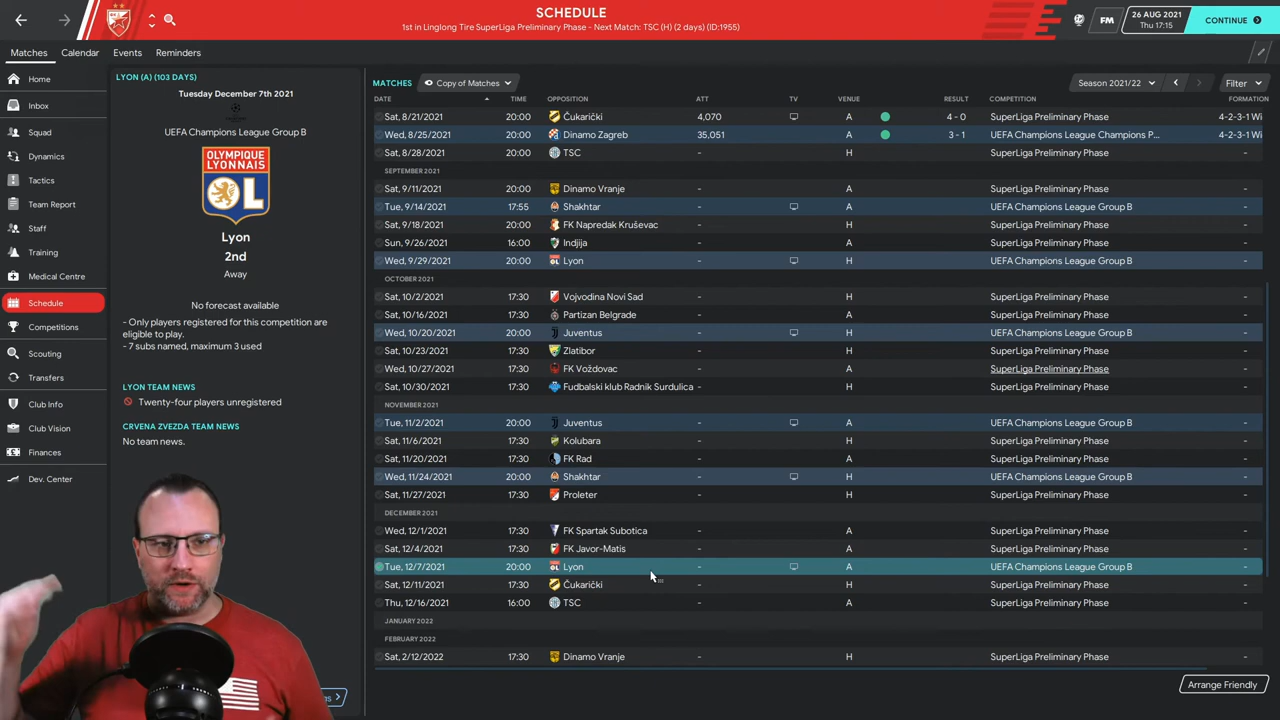 SCHEDULE
1st in Linglong Tire SuperLiga Preliminary Phase - Next Match: TSC (H) (2 days) (ID:1955)
FM
26 AUG 2021
Thu 17:15
CONTINUE
Matches Calendar Events Reminders
Home
Inbox
Squad
Dynamics
Tactics
Team Report
Staff
Training
Medical Centre
Schedule
Competitions
Scouting
Transfers
Club Info
Club Vision
Finances
Dev. Center
LYON (A) (103 DAYS)
Tuesday December 7th 2021
UEFA Champions League Group B
OLYMPIQUE
LYONNAIS
OL
Lyon
2nd
Away
No forecast available
- Only players registered for this competition are
eligible to play.
- 7 subs named, maximum 3 used
LYON TEAM NEWS
Twenty-four players unregistered
CRVENA ZVEZDA TEAM NEWS
No team news.
MATCHES Copy of Matches Season 2021/22 Filter
DATE TIME OPPOSITION ATT TV VENUE RESULT COMPETITION FORMATION
Sat, 8/21/2021 20:00 Čukarički 4,070 A 4 - 0 SuperLiga Preliminary Phase 4-2-3-1 Wi
Wed, 8/25/2021 20:00 Dinamo Zagreb 35,051 A 3 - 1 UEFA Champions League Champions P... 4-2-3-1 Wi
Sat, 8/28/2021 20:00 TSC - H - SuperLiga Preliminary Phase -
SEPTEMBER 2021
Sat, 9/11/2021 20:00 Dinamo Vranje - A - SuperLiga Preliminary Phase -
Tue, 9/14/2021 17:55 Shakhtar - A - UEFA Champions League Group B -
Sat, 9/18/2021 20:00 FK Napredak Kruševac - H - SuperLiga Preliminary Phase -
Sun, 9/26/2021 16:00 Indjija - A - SuperLiga Preliminary Phase -
Wed, 9/29/2021 20:00 Lyon - H - UEFA Champions League Group B -
OCTOBER 2021
Sat, 10/2/2021 17:30 Vojvodina Novi Sad - H - SuperLiga Preliminary Phase -
Sat, 10/16/2021 17:30 Partizan Belgrade - A - SuperLiga Preliminary Phase -
Wed, 10/20/2021 20:00 Juventus - H - UEFA Champions League Group B -
Sat, 10/23/2021 17:30 Zlatibor - H - SuperLiga Preliminary Phase -
Wed, 10/27/2021 17:30 FK Voždovac - A - SuperLiga Preliminary Phase -
Sat, 10/30/2021 17:30 Fudbalski klub Radnik Surdulica - H - SuperLiga Preliminary Phase -
NOVEMBER 2021
Tue, 11/2/2021 20:00 Juventus - A - UEFA Champions League Group B -
Sat, 11/6/2021 17:30 Kolubara - H - SuperLiga Preliminary Phase -
Sat, 11/20/2021 17:30 FK Rad - A - SuperLiga Preliminary Phase -
Wed, 11/24/2021 20:00 Shakhtar - H - UEFA Champions League Group B -
Sat, 11/27/2021 17:30 Proleter - H - SuperLiga Preliminary Phase -
DECEMBER 2021
Wed, 12/1/2021 17:30 FK Spartak Subotica - A - SuperLiga Preliminary Phase -
Sat, 12/4/2021 17:30 FK Javor-Matis - A - SuperLiga Preliminary Phase -
Tue, 12/7/2021 20:00 Lyon - A - UEFA Champions League Group B -
Sat, 12/11/2021 17:30 Čukarički - H - SuperLiga Preliminary Phase -
Thu, 12/16/2021 16:00 TSC - A - SuperLiga Preliminary Phase -
JANUARY 2022
FEBRUARY 2022
Sat, 2/12/2022 17:30 Dinamo Vranje - H - SuperLiga Preliminary Phase -
Arrange Friendly